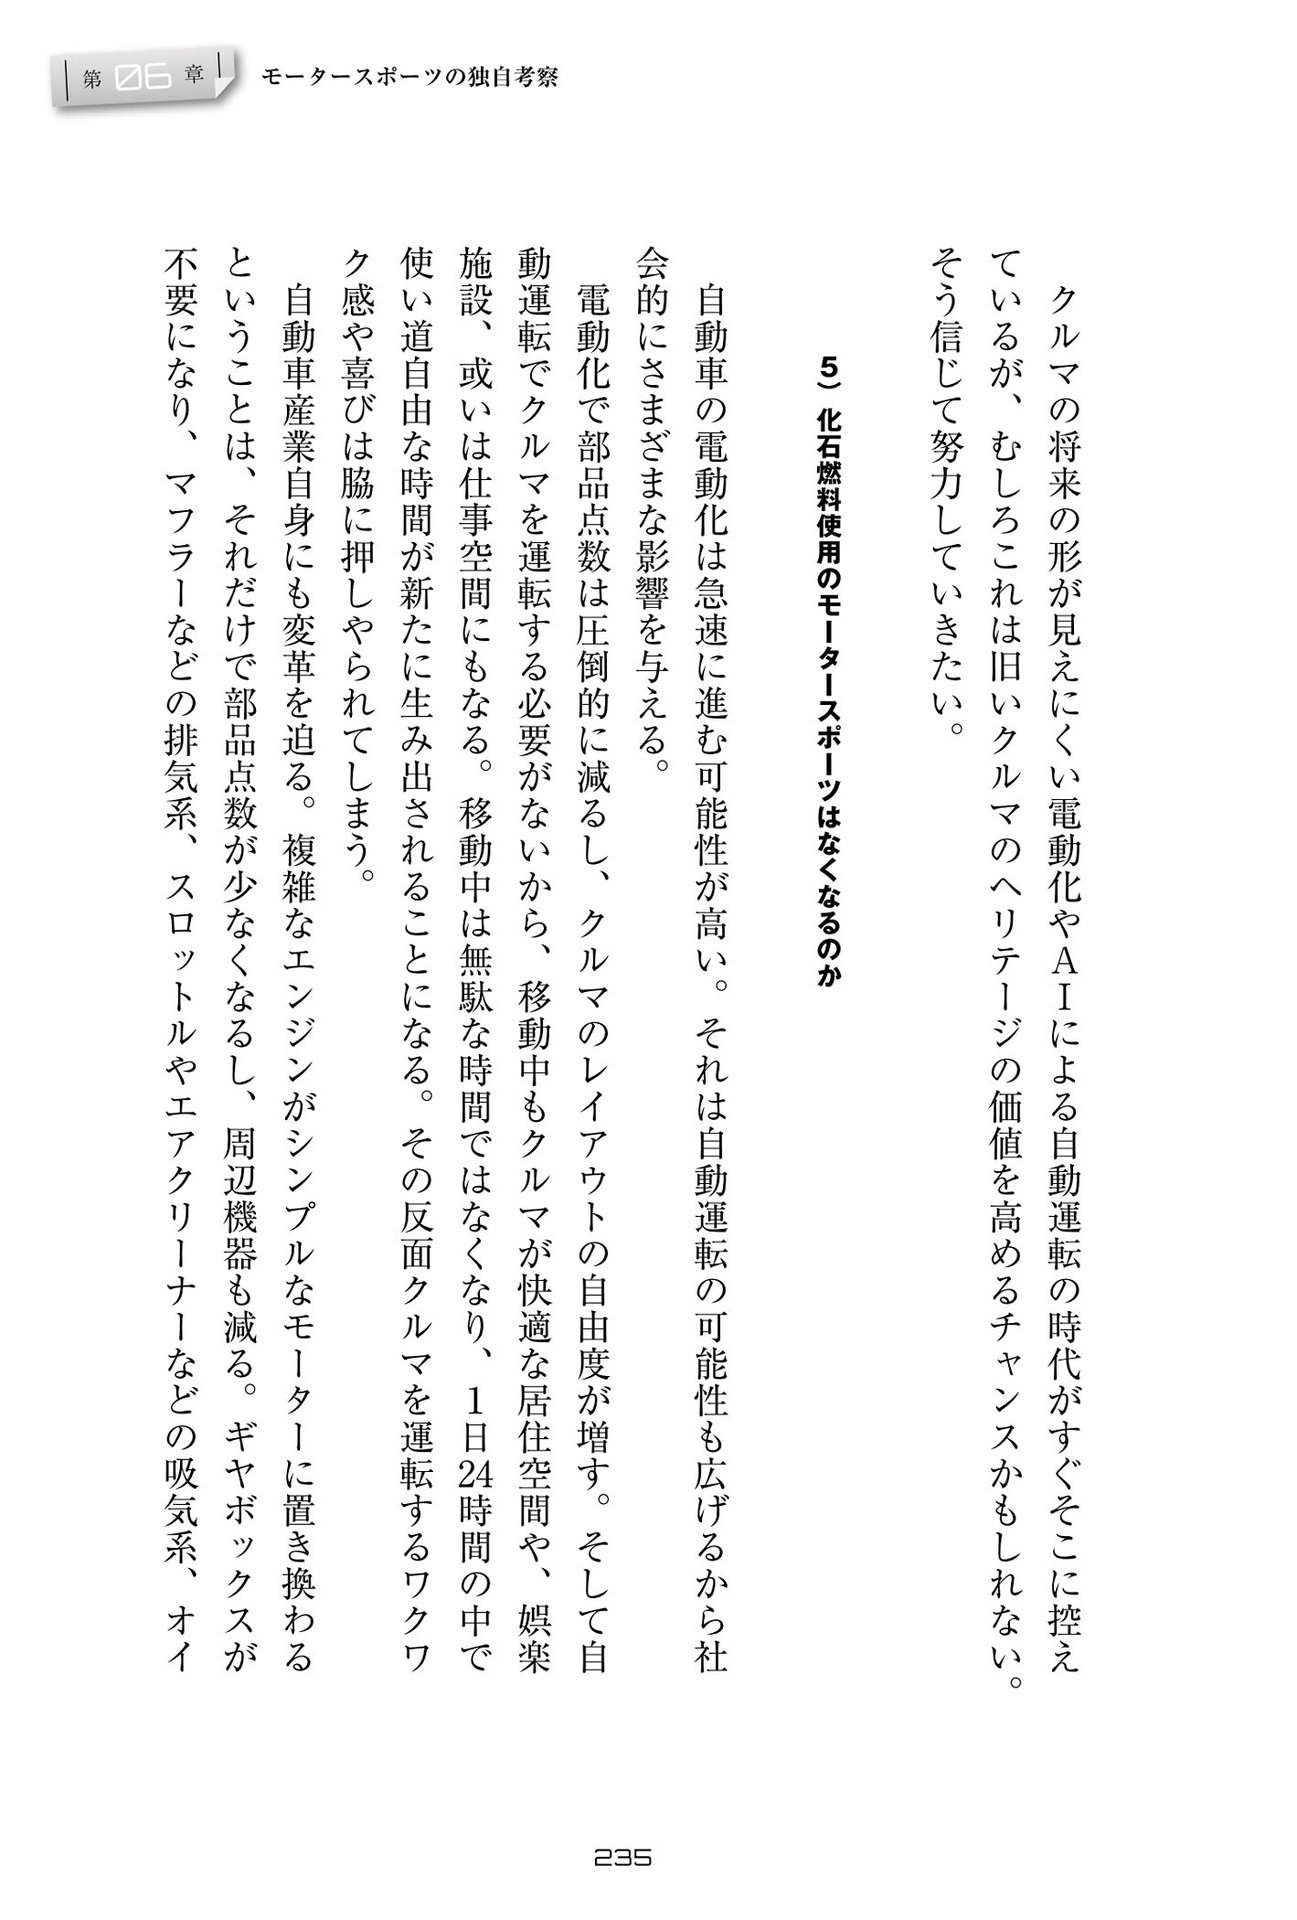 第06章 モータースポーツの独自考察
クルマの将来の形が見えにくい電動化やAIによる自動運転の時代がすぐそこに控え
ているが、むしろこれは旧いクルマのヘリテージの価値を高めるチャンスかもしれない。
そう信じて努力していきたい。
5）化石燃料使用のモータースポーツはなくなるのか
自動車の電動化は急速に進む可能性が高い。それは自動運転の可能性も広げるから社
会的にさまざまな影響を与える。
電動化で部品点数は圧倒的に減るし、クルマのレイアウトの自由度が増す。そして自
動運転でクルマを運転する必要がないから、移動中もクルマが快適な居住空間や、娯楽
施設、或いは仕事空間にもなる。移動中は無駄な時間ではなくなり、1日24時間の中で
使い道自由な時間が新たに生み出されることになる。その反面クルマを運転するワクワ
ク感や喜びは脇に押しやられてしまう。
自動車産業自身にも変革を迫る。複雑なエンジンがシンプルなモーターに置き換わる
ということは、それだけで部品点数が少なくなるし、周辺機器も減る。ギヤボックスが
不要になり、マフラーなどの排気系、スロットルやエアクリーナーなどの吸気系、オイ
235